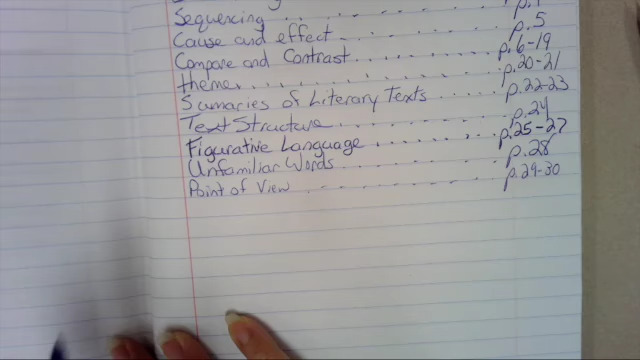 Sequencing . . . . . . . . . . p.5
Cause and effect . . . . . . . . . p.6-19
Compare and Contrast . . . . . . . . p.20-21
theme . . . . . . . . . . . p.22-23
Sumaries of Literary Texts . . . . . p.24
Text Structure . . . . . . . . . p.25-27
Figurative Language . . . . . . . p.28
Unfamiliar Words . . . . . . . . p.29-30
Point of View . . . . . . . . .